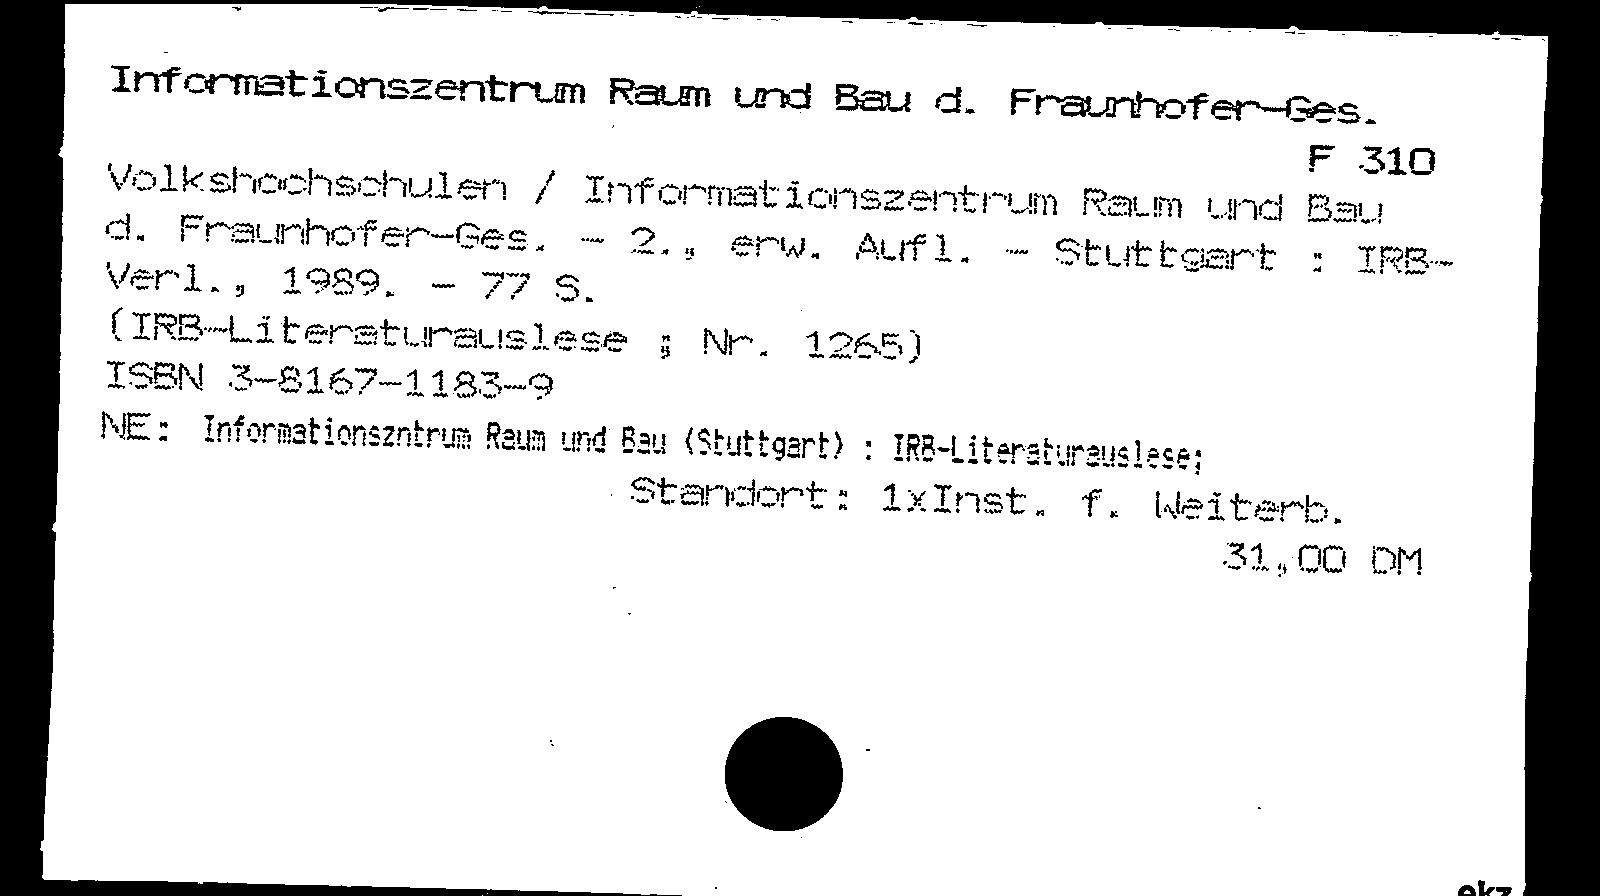 Informationszentrum Raum und Bau d. Fraunhofer-Ges.
F 310
Volkshochschulen / Informationszentrum Raum und Bau
d. Fraunhofer-Ges. - 2., erw. Aufl. - Stuttgart : IRB-
Verl., 1989. - 77 S.
(IRB-Literaturauslese ; Nr. 1265)
ISBN 3-8167-1183-9
NE: Informationszntrum Raum und Bau (Stuttgart) : IRB-Literaturauslese;
Standort: 1xInst. f. Weiterb.
31,00 DM
ekz